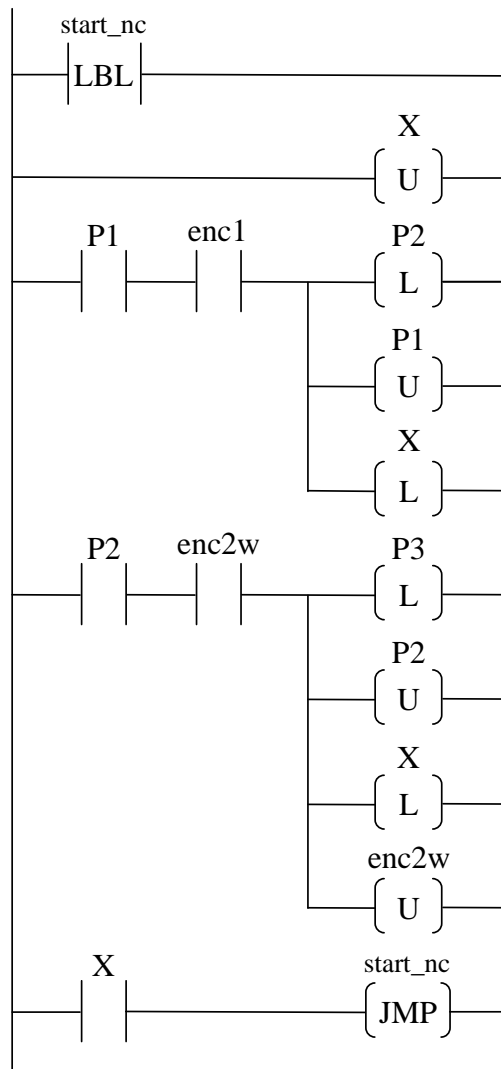 start_nc
LBL
X
U
P1 enc1 P2
L
P1
U
X
L
P2 enc2w P3
L
P2
U
X
L
enc2w
U
X start_nc
JMP